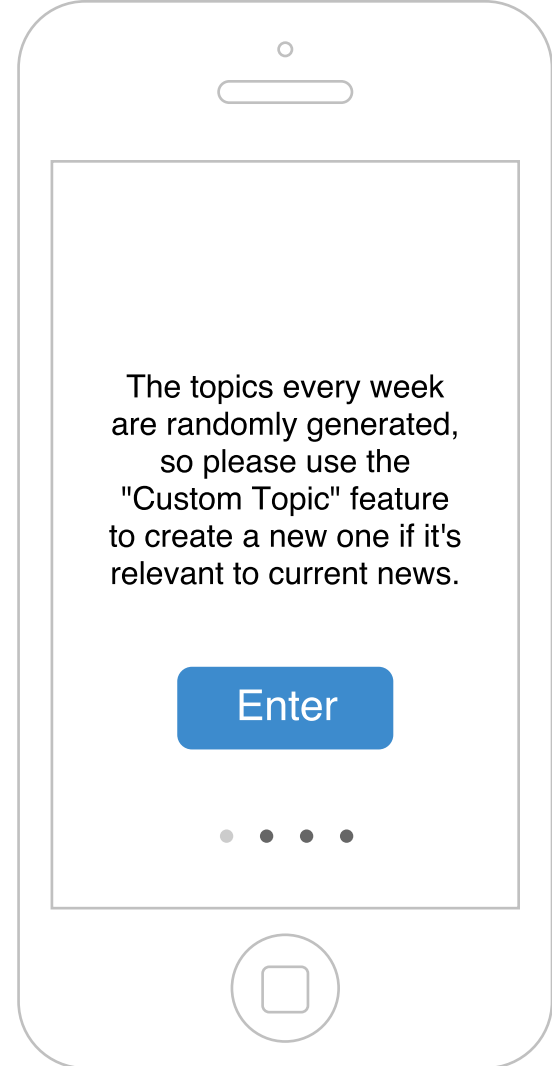 The topics every week
are randomly generated,
so please use the
"Custom Topic" feature
to create a new one if it's
relevant to current news.
Enter